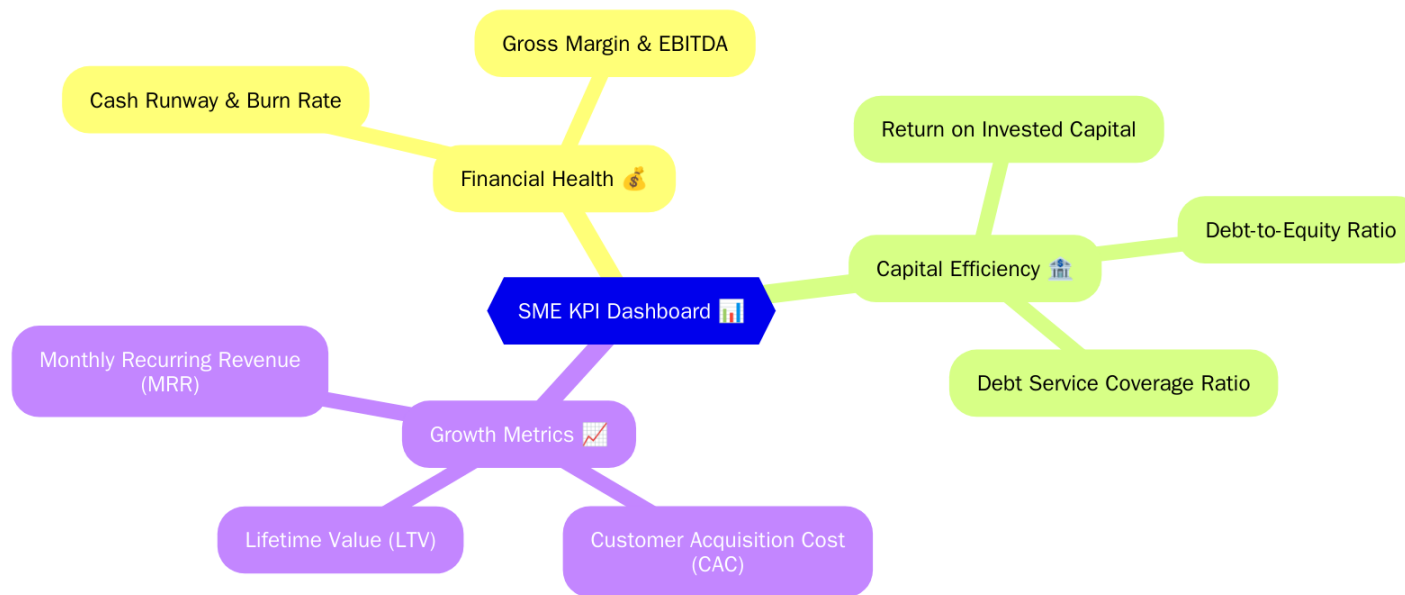 Gross Margin & EBITDA
Cash Runway & Burn Rate
Financial Health 💰
Return on Invested Capital
Debt-to-Equity Ratio
Capital Efficiency 🏦
Debt Service Coverage Ratio
SME KPI Dashboard 📊
Monthly Recurring Revenue
(MRR)
Growth Metrics 📈
Lifetime Value (LTV)
Customer Acquisition Cost
(CAC)